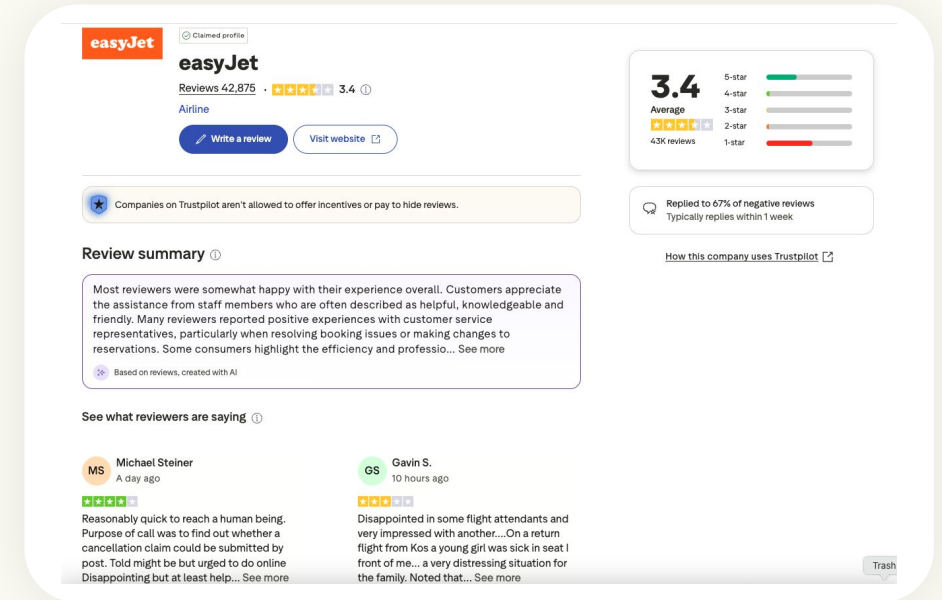 easyJet
Claimed profile
easyJet
Reviews 42,875 · 3.4
Airline
Write a review
Visit website
Companies on Trustpilot aren't allowed to offer incentives or pay to hide reviews.
Review summary
Most reviewers were somewhat happy with their experience overall. Customers appreciate
the assistance from staff members who are often described as helpful, knowledgeable and
friendly. Many reviewers reported positive experiences with customer service
representatives, particularly when resolving booking issues or making changes to
reservations. Some consumers highlight the efficiency and professio... See more
Based on reviews, created with AI
See what reviewers are saying
MS
Michael Steiner
A day ago
Reasonably quick to reach a human being.
Purpose of call was to find out whether a
cancellation claim could be submitted by
post. Told might be but urged to do online
Disappointing but at least help... See more
GS
Gavin S.
10 hours ago
Disappointed in some flight attendants and
very impressed with another....On a return
flight from Kos a young girl was sick in seat I
front of me... a very distressing situation for
the family. Noted that... See more
3.4
Average
43K reviews
5-star
4-star
3-star
2-star
1-star
Replied to 67% of negative reviews
Typically replies within 1 week
How this company uses Trustpilot
Trash